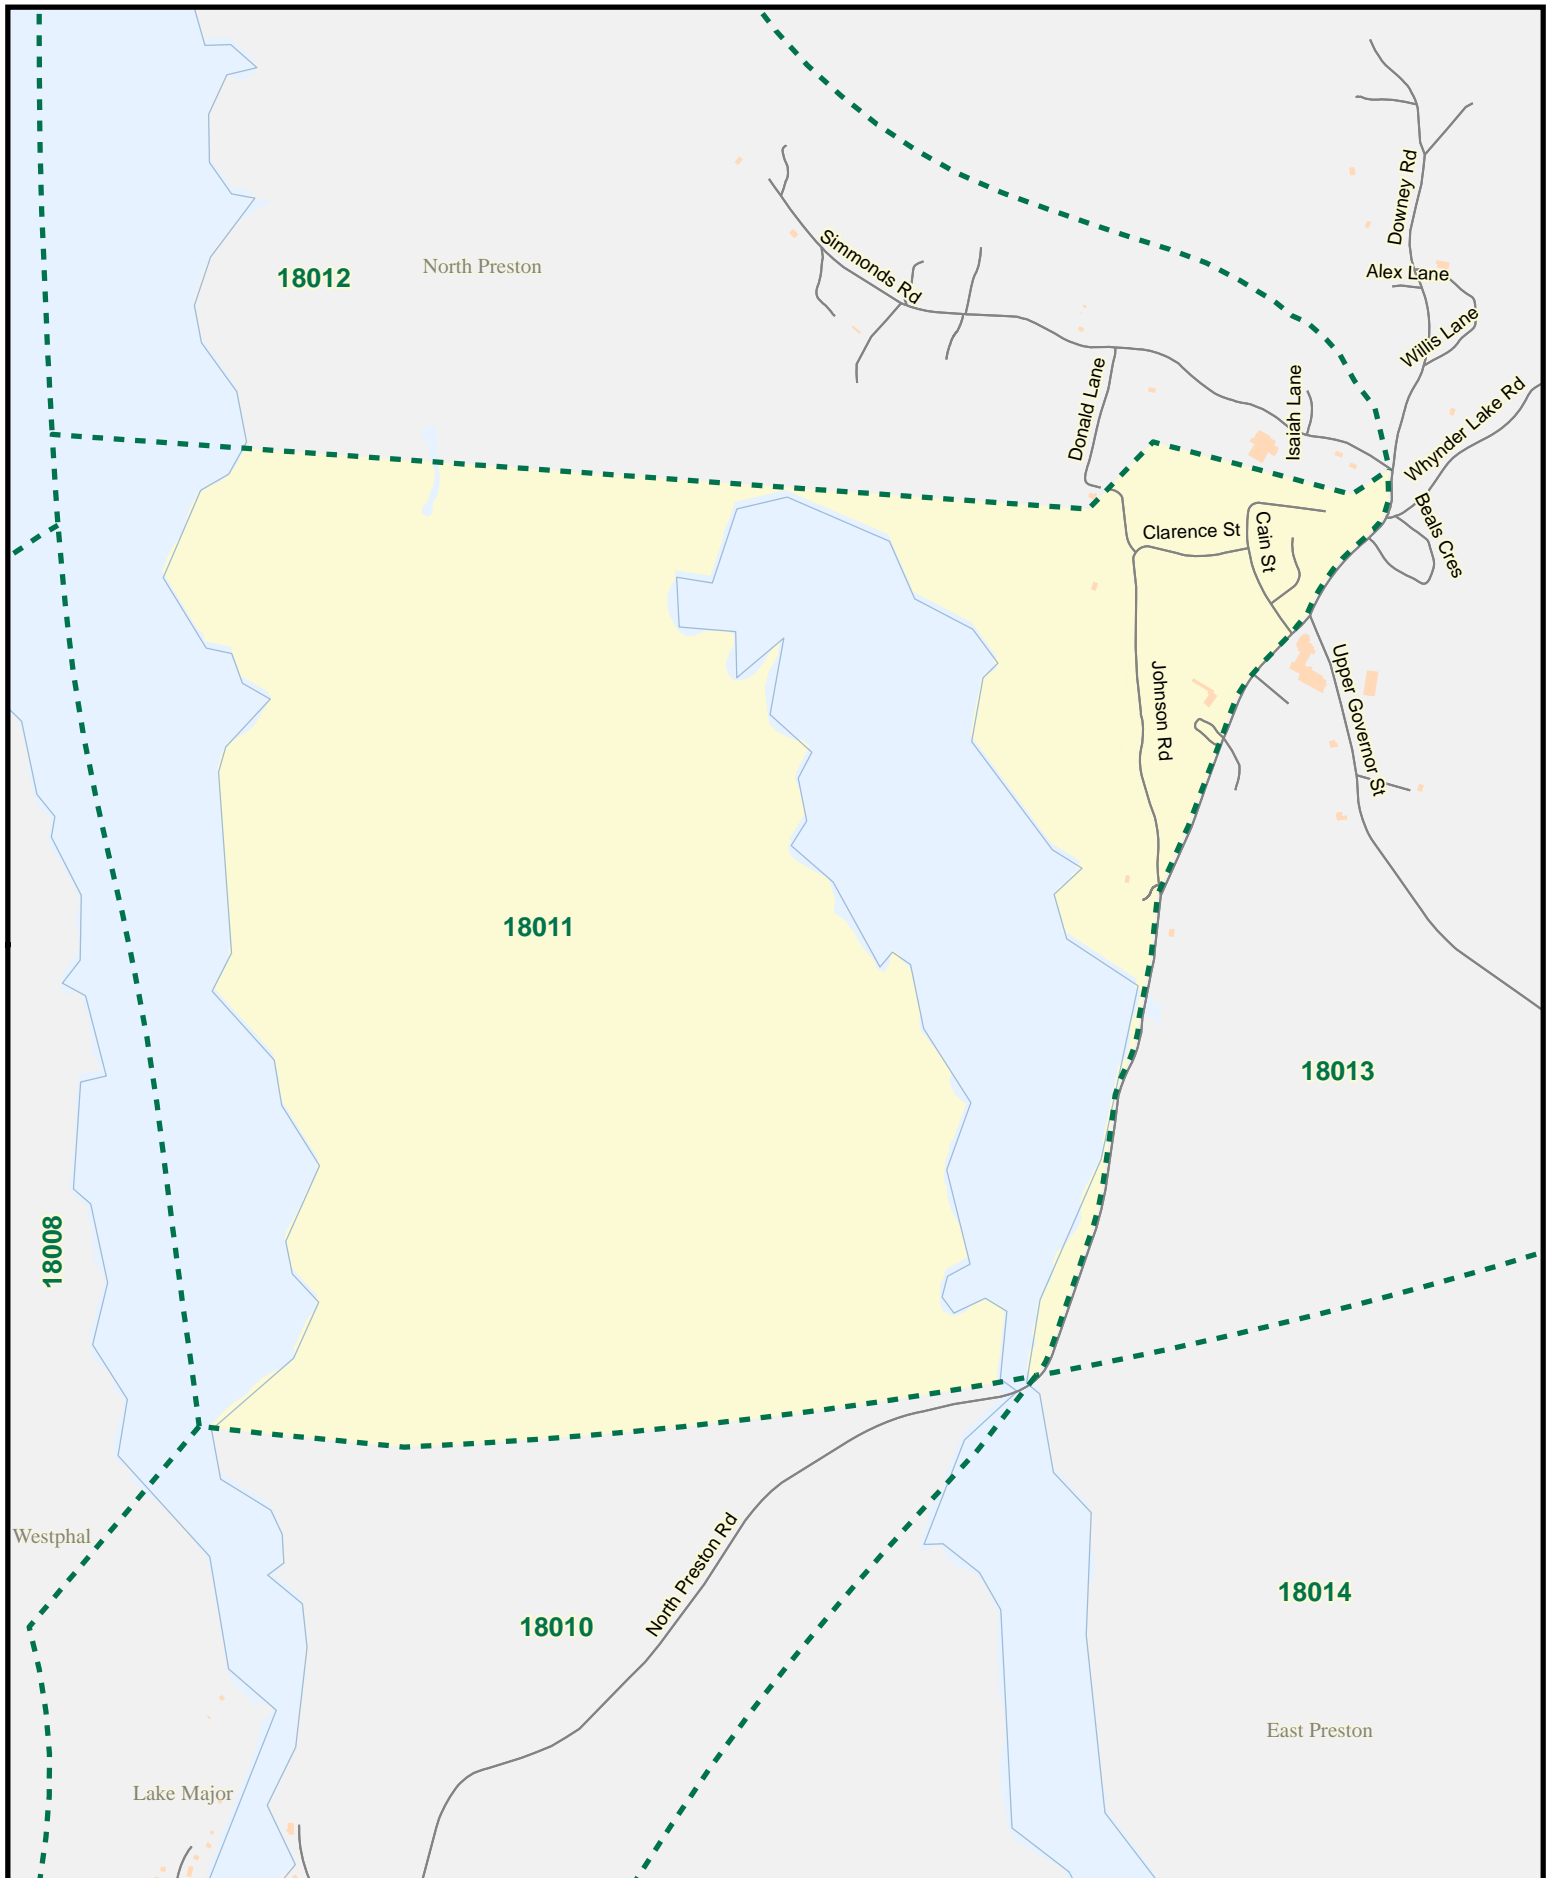 Downey Rd
Simmonds Rd
North Preston
18012
Alex Lane
Willis Lane
Donald Lane
Isaiah Lane
Whynder Lake Rd
Beals Cres
Clarence St
Cain St
Johnson Rd
Upper Governor St
18011
18013
18008
Westphal
North Preston Rd
18014
18010
East Preston
Lake Major